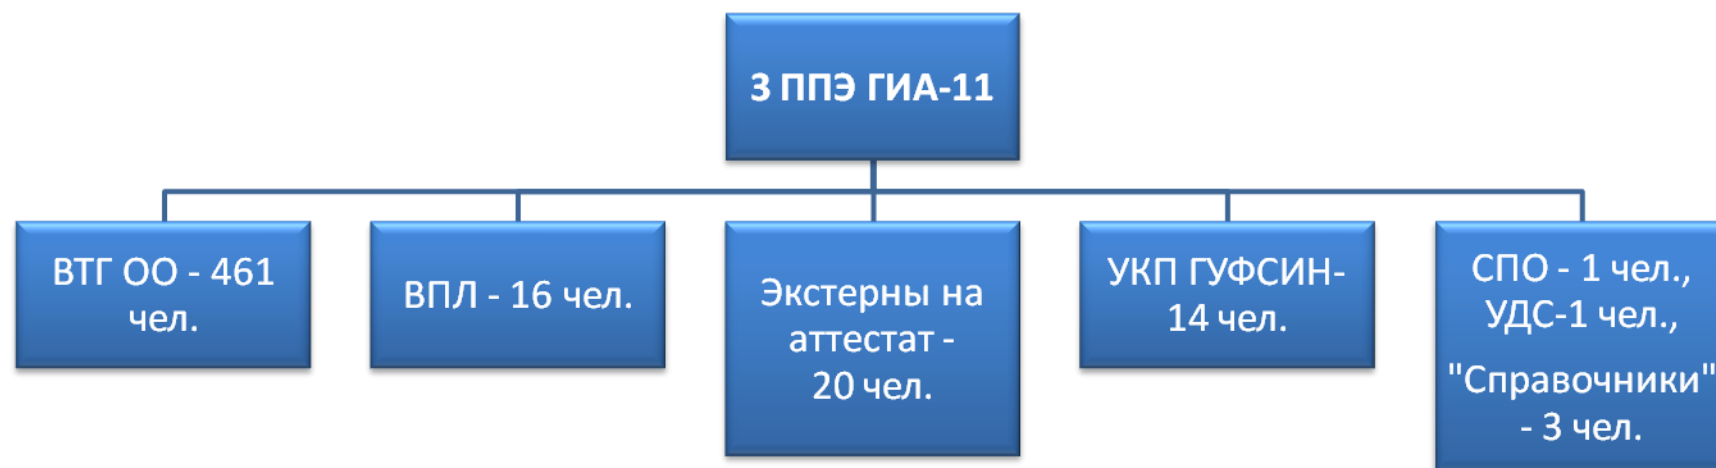 3 ППЭ ГИА-11
ВТГ ОО - 461
чел.
ВПЛ - 16 чел.
Экстерны на
аттестат -
20 чел.
УКП ГУФСИН-
14 чел.
СПО - 1 чел.,
УДС-1 чел.,
"Справочники"
- 3 чел.